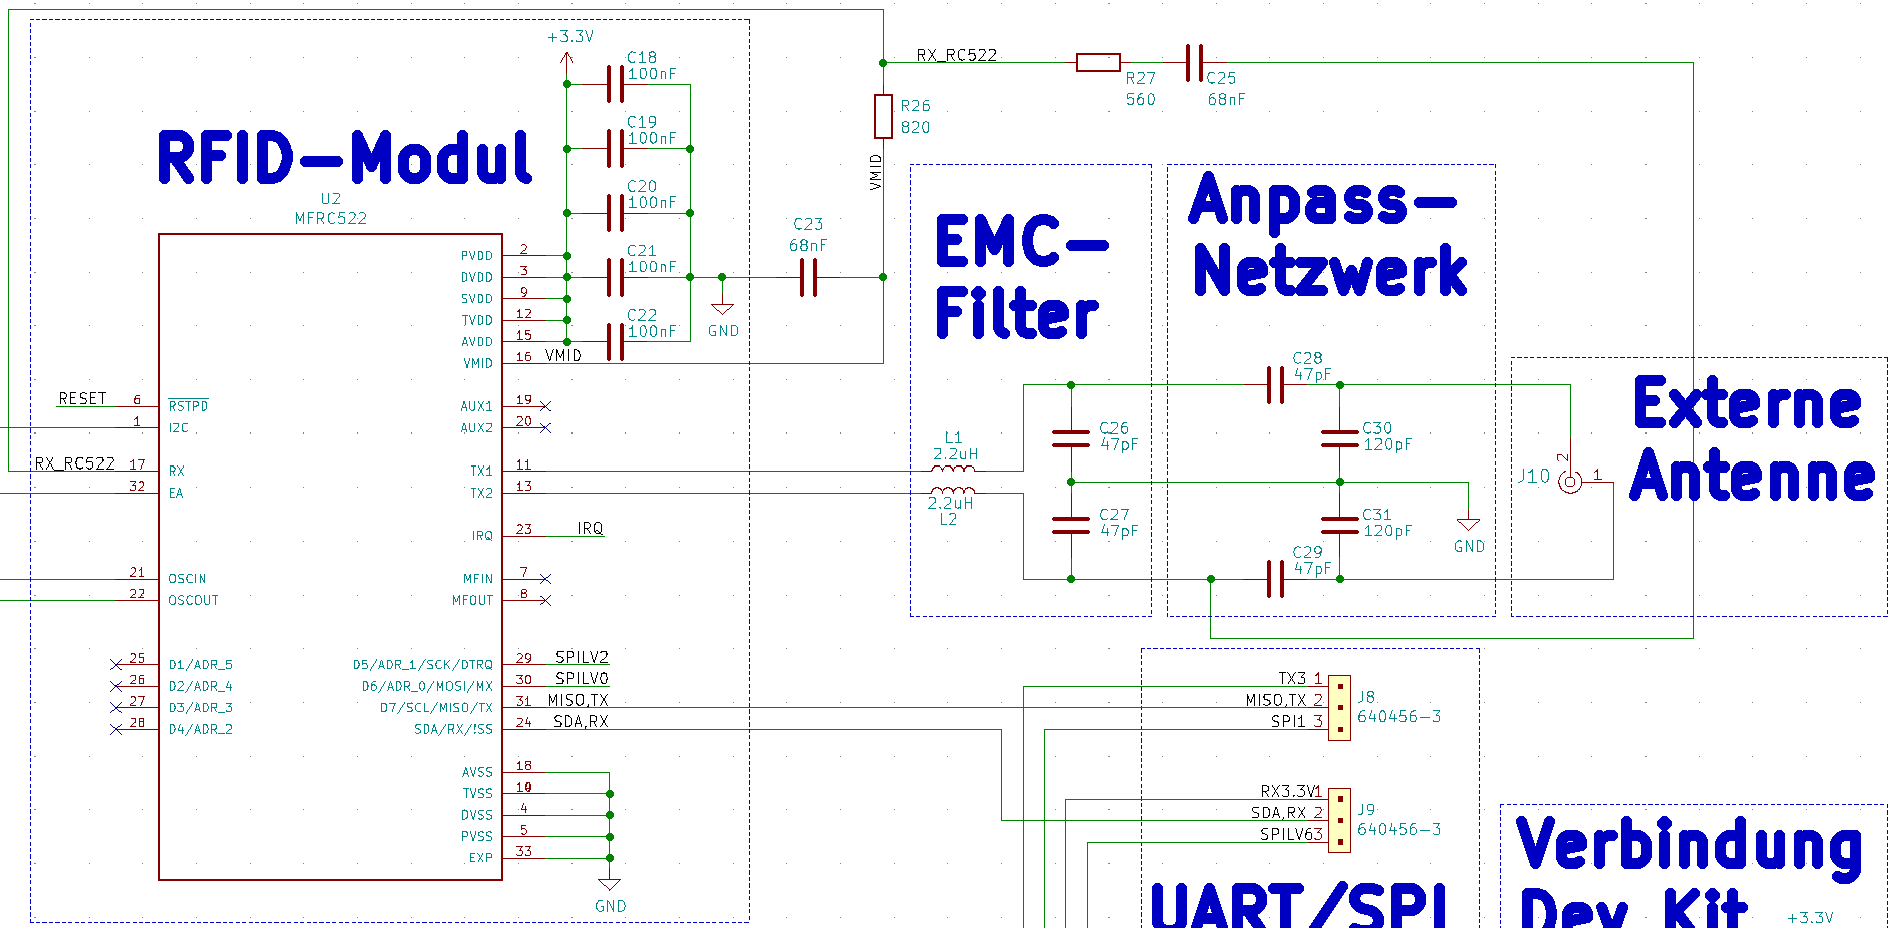 +3.3V
C18
100nF
C19
100nF
C20
100nF
C21
100nF
C22
100nF
RFID-Modul
U2
MFRC522
PVDD 2
DVDD 3
SVDD 9
TVDD 12
AVDD 15
VMID 16 VMID
RESET 6 RSTPD
1 I2C
RX_RC522 17 RX
32 EA
21 OSCIN
22 OSCOUT
25 D1/ADR_5
26 D2/ADR_4
27 D3/ADR_3
28 D4/ADR_2
AUX1 19
AUX2 20
TX1 11
TX2 13
IRQ 23 IRQ
MFIN 7
MFOUT 8
D5/ADR_1/SCK/DTRQ 29 SPILV2
D6/ADR_0/MOSI/MX 30 SPILV0
D7/SCL/MISO/TX 31 MISO,TX
SDA/RX/!SS 24 SDA,RX
AVSS 18
TVSS
DVSS 4
PVSS 5
EXP 33
GND
GND
C23
68nF
RX_RC522
R26
820
VMID
R27
560
C25
68nF
EMC-
Filter
L1
2.2uH
2.2uH
L2
C26
47pF
C27
47pF
Anpass-
Netzwerk
C28
47pF
C30
120pF
C31
120pF
C29
47pF
GND
Externe
Antenne
J10
2
1
TX3 1
MISO,TX 2
SPI1 3
J8
640456-3
RX3.3V1
SDA,RX 2
SPILV63
J9
640456-3
UART/SPI
Verbindung
Dev Kit
+3.3V